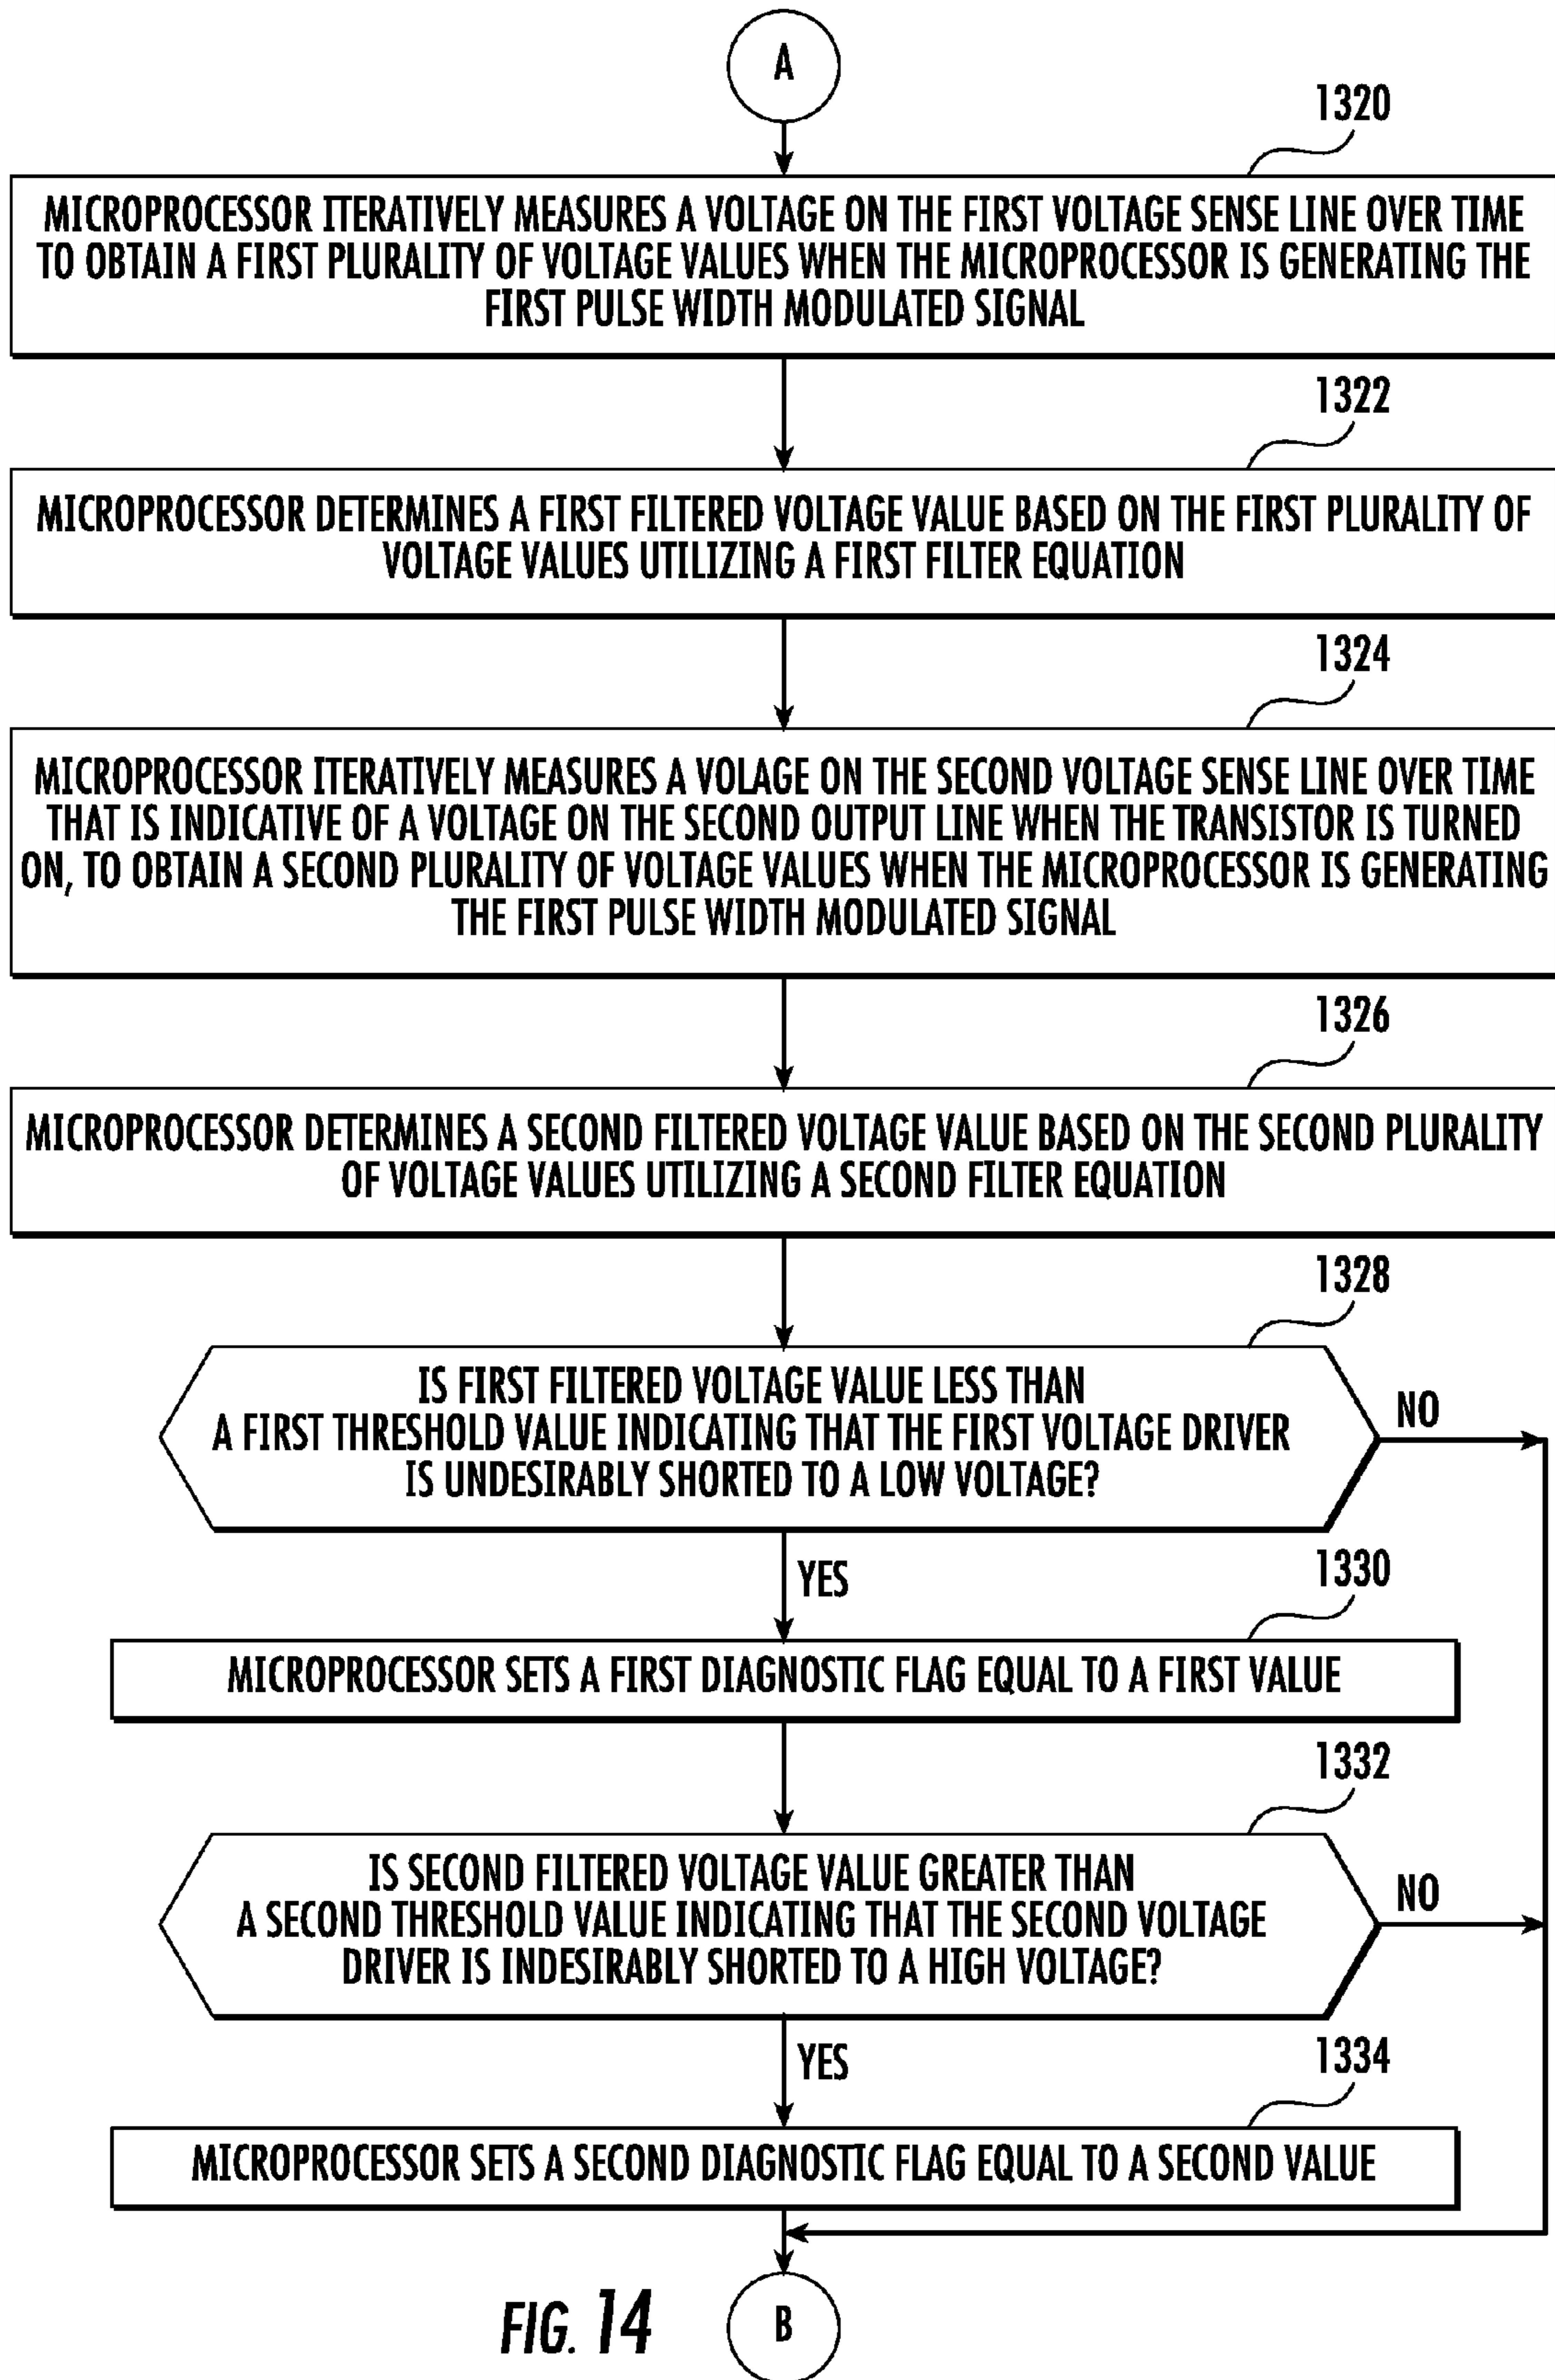 A
1320
MICROPROCESSOR ITERATIVELY MEASURES A VOLTAGE ON THE FIRST VOLTAGE SENSE LINE OVER TIME
TO OBTAIN A FIRST PLURALITY OF VOLTAGE VALUES WHEN THE MICROPROCESSOR IS GENERATING THE
FIRST PULSE WIDTH MODULATED SIGNAL
1322
MICROPROCESSOR DETERMINES A FIRST FILTERED VOLTAGE VALUE BASED ON THE FIRST PLURALITY OF
VOLTAGE VALUES UTILIZING A FIRST FILTER EQUATION
1324
MICROPROCESSOR ITERATIVELY MEASURES A VOLAGE ON THE SECOND VOLTAGE SENSE LINE OVER TIME
THAT IS INDICATIVE OF A VOLTAGE ON THE SECOND OUTPUT LINE WHEN THE TRANSISTOR IS TURNED
ON, TO OBTAIN A SECOND PLURALITY OF VOLTAGE VALUES WHEN THE MICROPROCESSOR IS GENERATING
THE FIRST PULSE WIDTH MODULATED SIGNAL
1326
MICROPROCESSOR DETERMINES A SECOND FILTERED VOLTAGE VALUE BASED ON THE SECOND PLURALITY
OF VOLTAGE VALUES UTILIZING A SECOND FILTER EQUATION
1328
IS FIRST FILTERED VOLTAGE VALUE LESS THAN
A FIRST THRESHOLD VALUE INDICATING THAT THE FIRST VOLTAGE DRIVER
IS UNDESIRABLY SHORTED TO A LOW VOLTAGE?
NO
YES
1330
MICROPROCESSOR SETS A FIRST DIAGNOSTIC FLAG EQUAL TO A FIRST VALUE
1332
IS SECOND FILTERED VOLTAGE VALUE GREATER THAN
A SECOND THRESHOLD VALUE INDICATING THAT THE SECOND VOLTAGE
DRIVER IS INDESIRABLY SHORTED TO A HIGH VOLTAGE?
NO
YES
1334
MICROPROCESSOR SETS A SECOND DIAGNOSTIC FLAG EQUAL TO A SECOND VALUE
FIG. 14
B